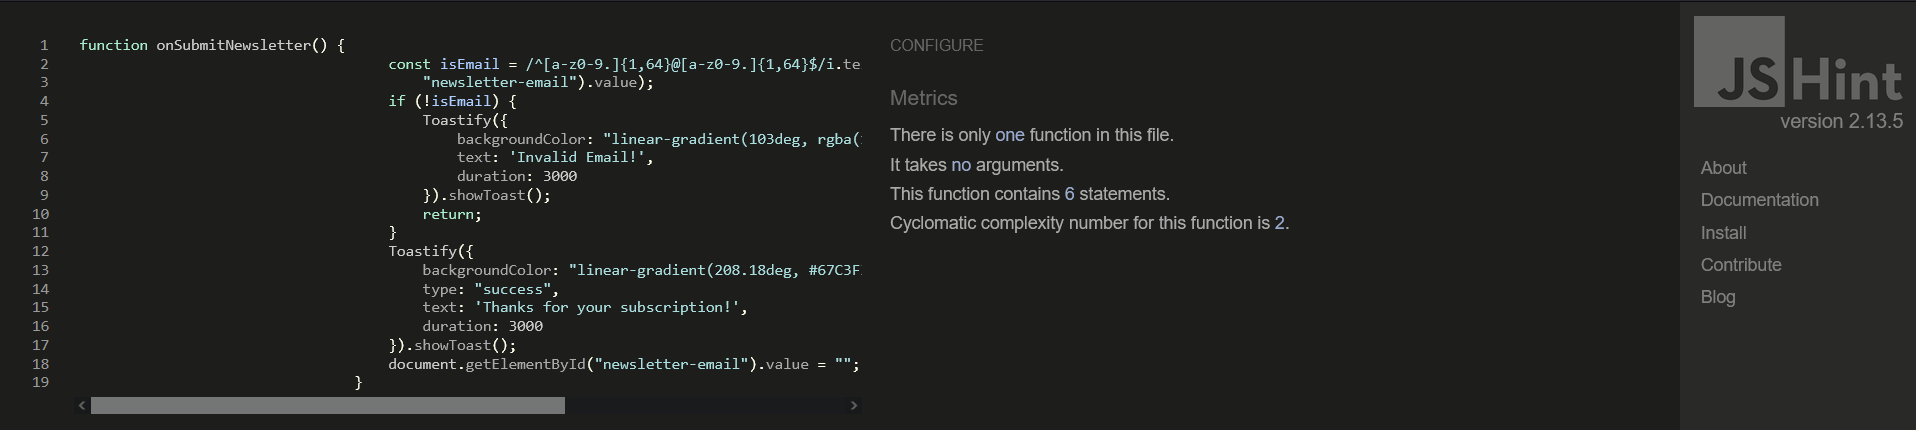 1 function onSubmitNewsletter() {
2 const isEmail = /^[a-z0-9.]{1,64}@[a-z0-9.]{1,64}$/i.te
3 "newsletter-email").value);
4 if (!isEmail) {
5 Toastify({
6 backgroundColor: "linear-gradient(103deg, rgba(
7 text: 'Invalid Email!',
8 duration: 3000
9 }).showToast();
10 return;
11 }
12 Toastify({
13 backgroundColor: "linear-gradient(208.18deg, #67C3F
14 type: "success",
15 text: 'Thanks for your subscription!',
16 duration: 3000
17 }).showToast();
18 document.getElementById("newsletter-email").value = "";
19 }
CONFIGURE
Metrics
There is only one function in this file.
It takes no arguments.
This function contains 6 statements.
Cyclomatic complexity number for this function is 2.
JSHint
version 2.13.5
About
Documentation
Install
Contribute
Blog